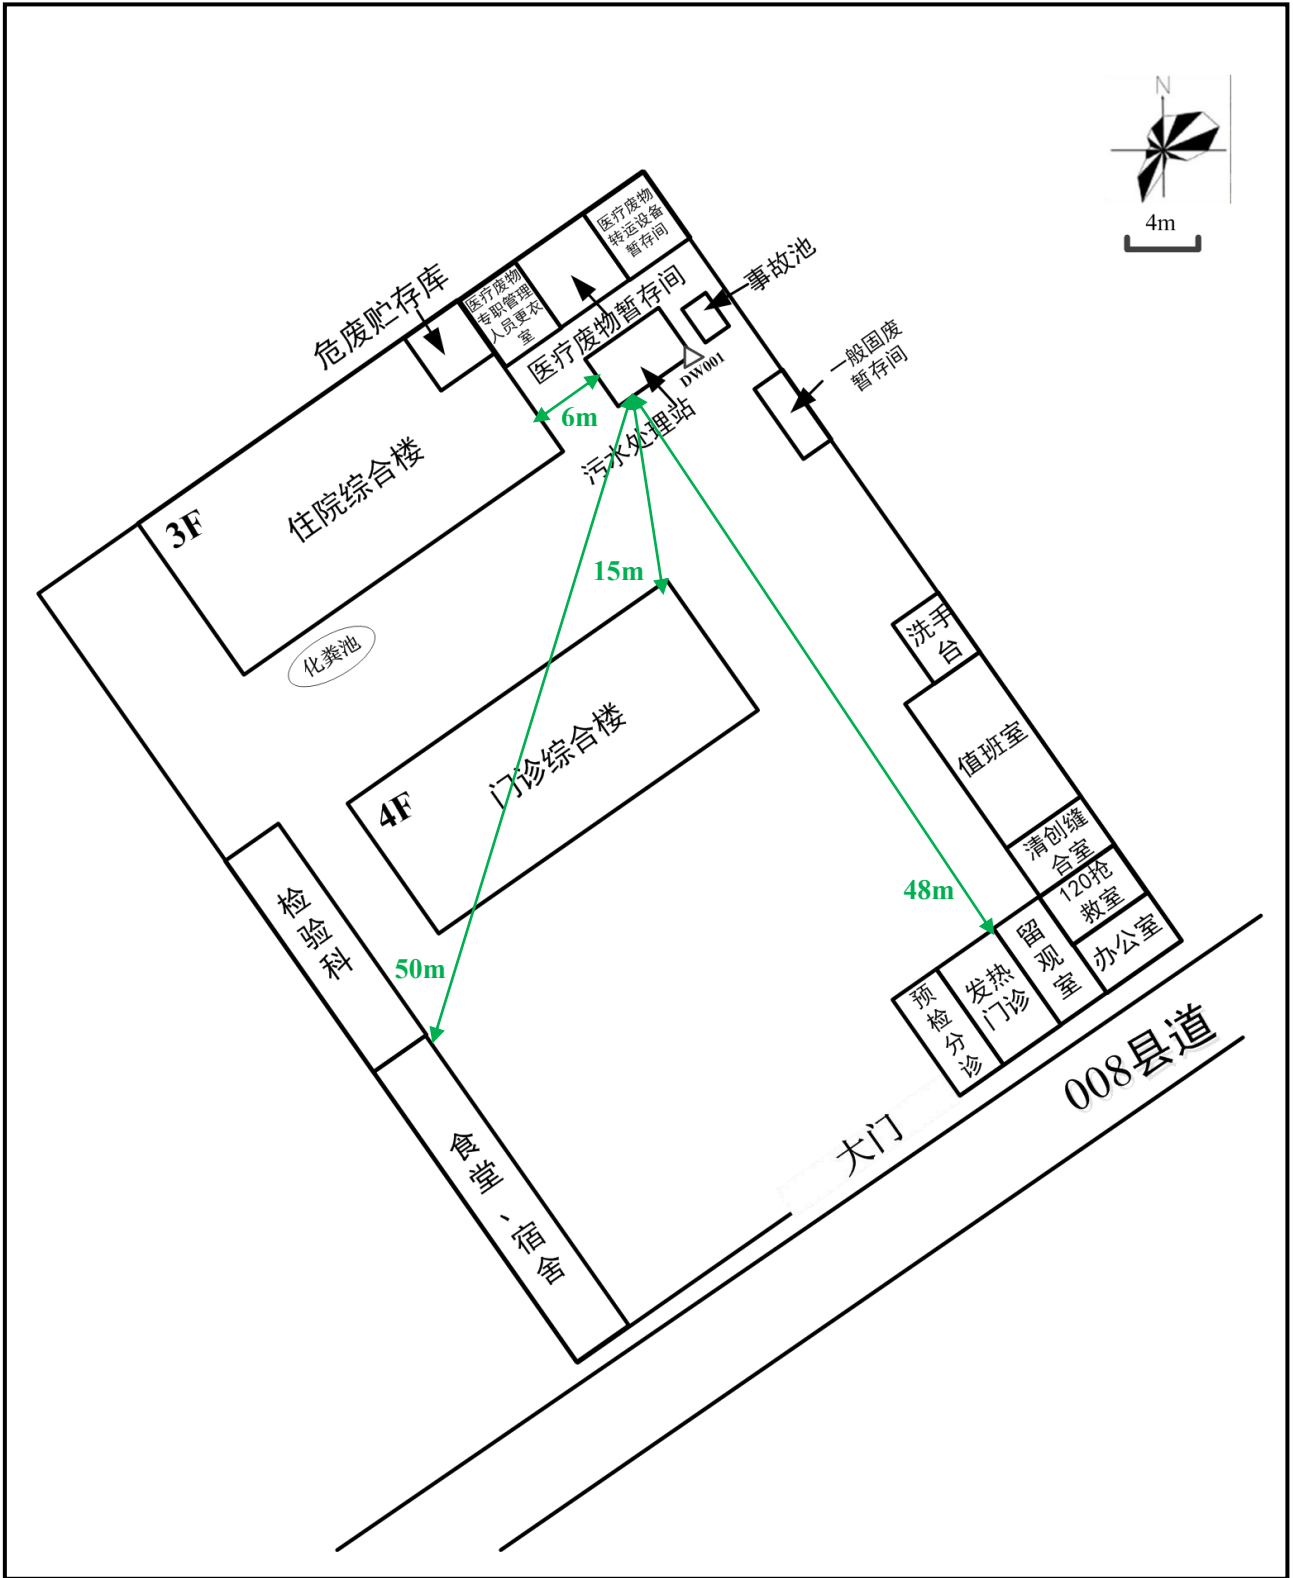 N
4m
医疗废物
转运设备
暂存间
事故池
危废贮存库
医疗废物
专职管理
人员更衣
室
医疗废物暂存间
DW001
一般固废
暂存间
6m
污水处理站
住院综合楼
3F
15m
化粪池
洗手
台
门诊综合楼
4F
值班室
清创缝
合室
120抢
救室
办公室
48m
留
观
室
发热
门诊
预
检
分
诊
检
验
科
50m
008县道
大门
食
堂
、
宿
舍